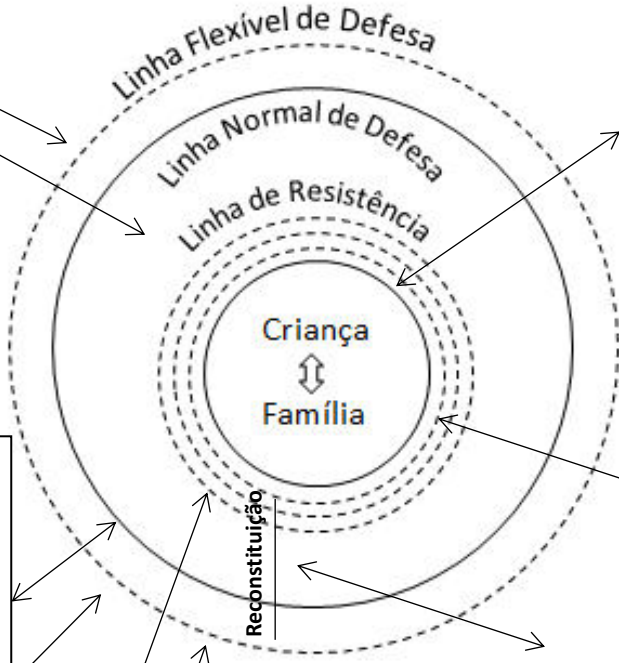 Linha Flexível de Defesa
Linha Normal de Defesa
Linha de Resistência
Criança
Família
Reconstituição